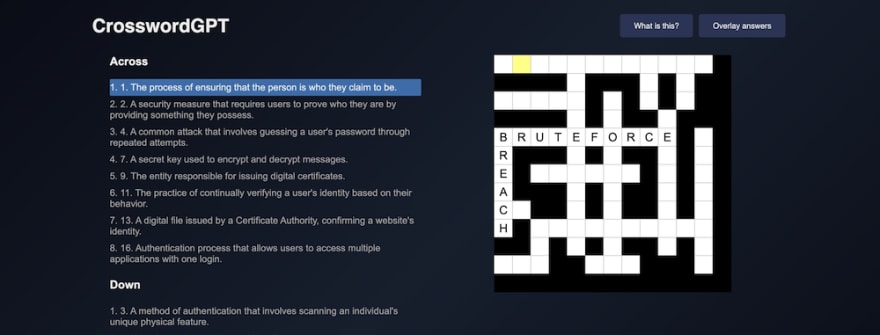 CrosswordGPT
What is this?
Overlay answers
Across
1. 1. The process of ensuring that the person is who they claim to be.
2. 2. A security measure that requires users to prove who they are by
providing something they possess.
3. 4. A common attack that involves guessing a user's password through
repeated attempts.
4. 7. A secret key used to encrypt and decrypt messages.
5. 9. The entity responsible for issuing digital certificates.
6. 11. The practice of continually verifying a user's identity based on their
behavior.
7. 13. A digital file issued by a Certificate Authority, confirming a website's
identity.
8. 16. Authentication process that allows users to access multiple
applications with one login.
Down
1. 3. A method of authentication that involves scanning an individual's
unique physical feature.
B R U T E F O R C E
R
E
A
C
H